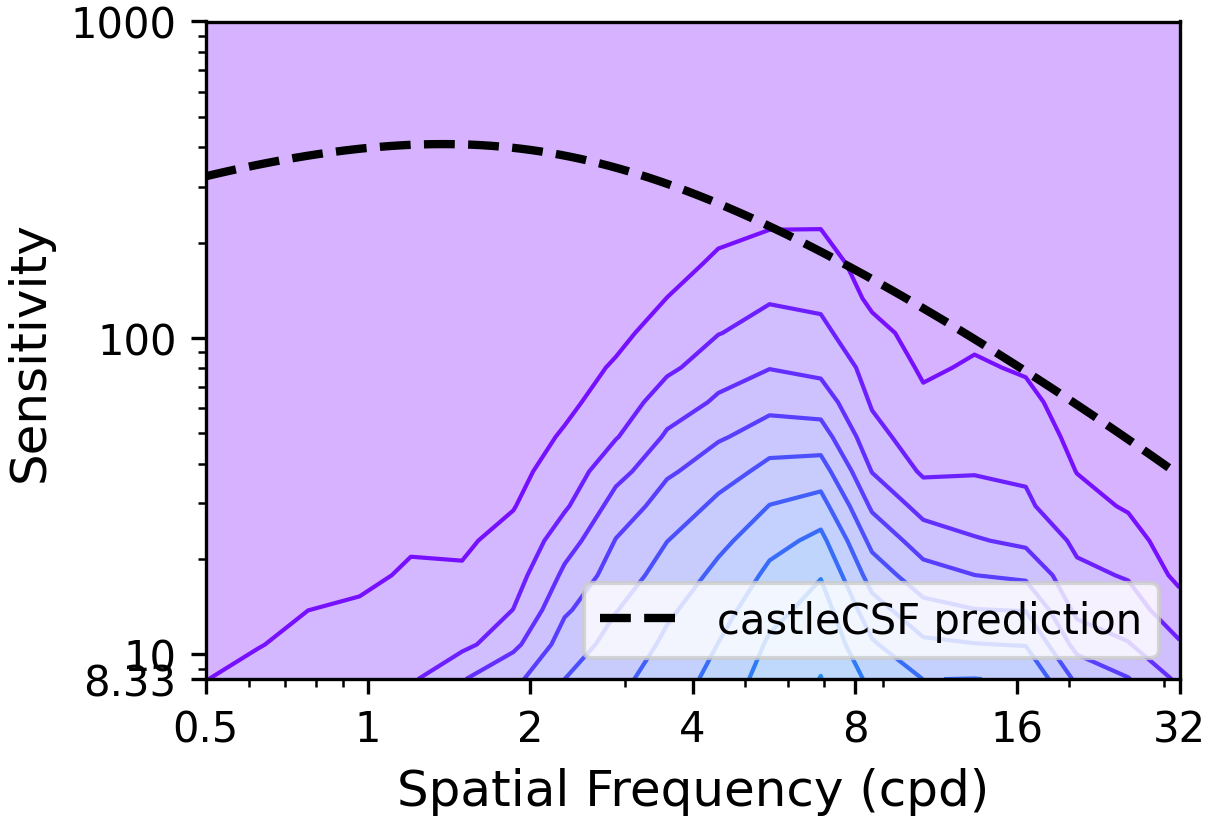 1000
100
10
8.33
Sensitivity
castleCSF prediction
0.5 1 2 4 8 16 32
Spatial Frequency (cpd)